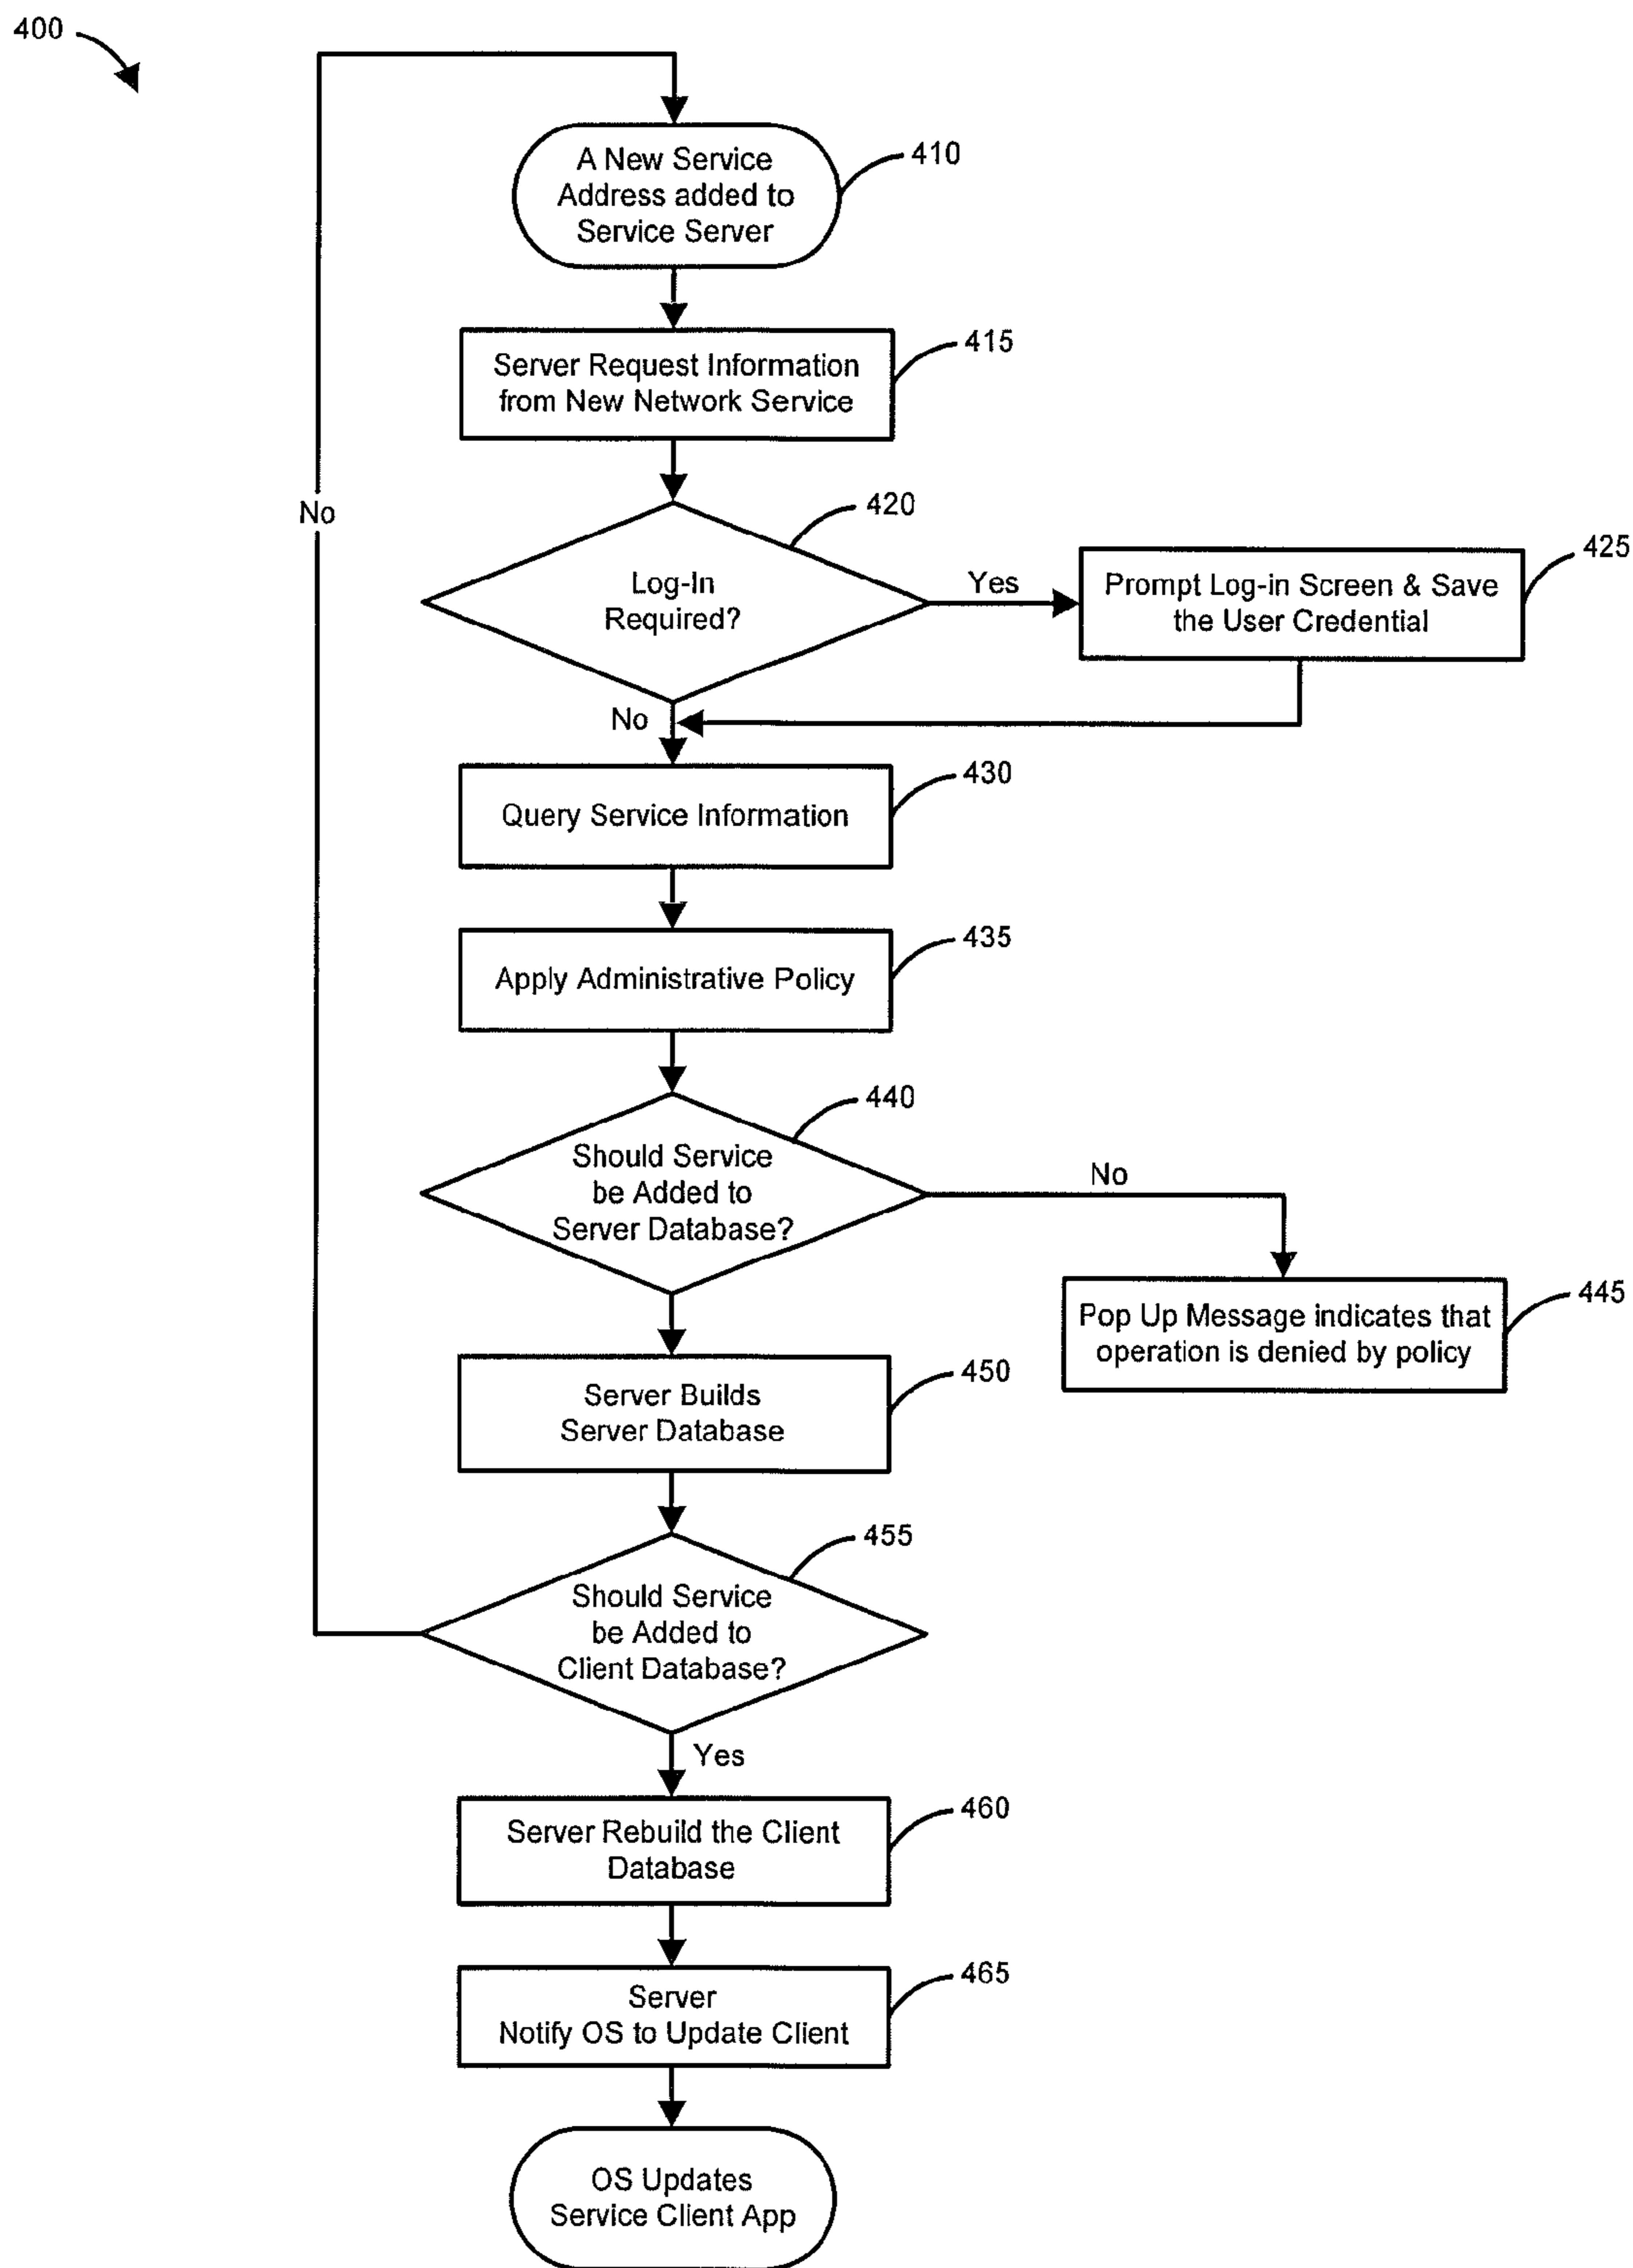 400
A New Service
Address added to
Service Server
410
Server Request Information
from New Network Service
415
No
Log-In
Required?
420
Yes
Prompt Log-in Screen & Save
the User Credential
425
No
Query Service Information
430
Apply Administrative Policy
435
Should Service
be Added to
Server Database?
440
No
Pop Up Message indicates that
operation is denied by policy
445
Server Builds
Server Database
450
Should Service
be Added to
Client Database?
455
Yes
Server Rebuild the Client
Database
460
Server
Notify OS to Update Client
465
OS Updates
Service Client App